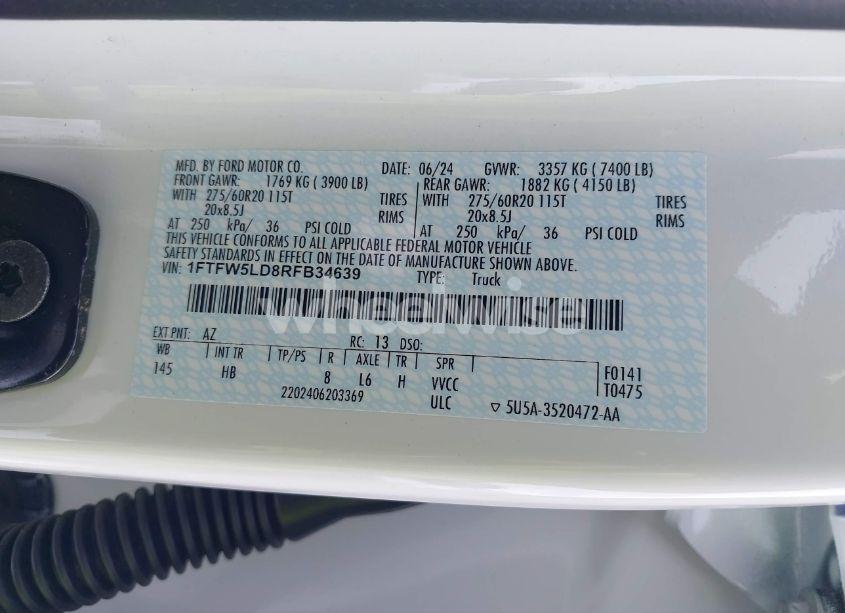 MFD. BY FORD MOTOR CO. DATE: 06/24 GVWR: 3357 KG ( 7400 LB)
FRONT GAWR: 1769 KG ( 3900 LB) REAR GAWR: 1882 KG ( 4150 LB)
WITH 275/60R20 115T TIRES WITH 275/60R20 115T TIRES
20x8.5J RIMS 20x8.5J RIMS
AT 250 kPa/ 36 PSI COLD AT 250 kPa/ 36 PSI COLD
THIS VEHICLE CONFORMS TO ALL APPLICABLE FEDERAL MOTOR VEHICLE
SAFETY STANDARDS IN EFFECT ON THE DATE OF MANUFACTURE SHOWN ABOVE.
VIN: 1FTFW5LD8RFB34639 TYPE: Truck
wheelwise
EXT PNT: AZ RC: 13 DSO:
WB INT TR TP/PS R AXLE TR SPR F0141
145 HB 8 L6 H VVCC T0475
2202406203369 ULC ▽ 5U5A-3520472-AA